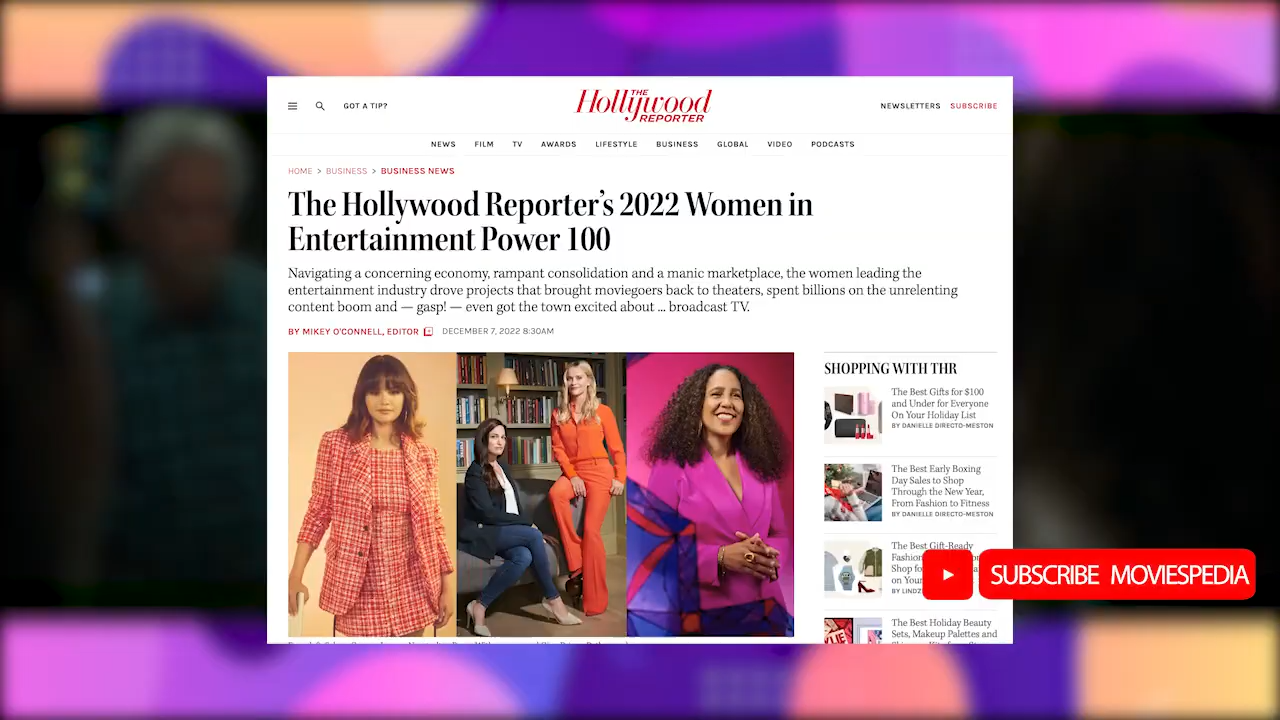 GOT A TIP?
THE
Hollywood
REPORTER
NEWSLETTERS SUBSCRIBE
NEWS FILM TV AWARDS LIFESTYLE BUSINESS GLOBAL VIDEO PODCASTS
HOME > BUSINESS > BUSINESS NEWS
The Hollywood Reporter’s 2022 Women in
Entertainment Power 100
Navigating a concerning economy, rampant consolidation and a manic marketplace, the women leading the
entertainment industry drove projects that brought moviegoers back to theaters, spent billions on the unrelenting
content boom and — gasp! — even got the town excited about ... broadcast TV.
BY MIKEY O'CONNELL, EDITOR DECEMBER 7, 2022 8:30AM
SHOPPING WITH THR
The Best Gifts for $100
and Under for Everyone
On Your Holiday List
BY DANIELLE DIRECTO-MESTON
The Best Early Boxing
Day Sales to Shop
Through the New Year,
From Fashion to Fitness
BY DANIELLE DIRECTO-MESTON
The Best Gift-Ready
Fashion
Shop
on Your
BY
SUBSCRIBE MOVIESPEDIA
The Best Holiday Beauty
Sets, Makeup Palettes and